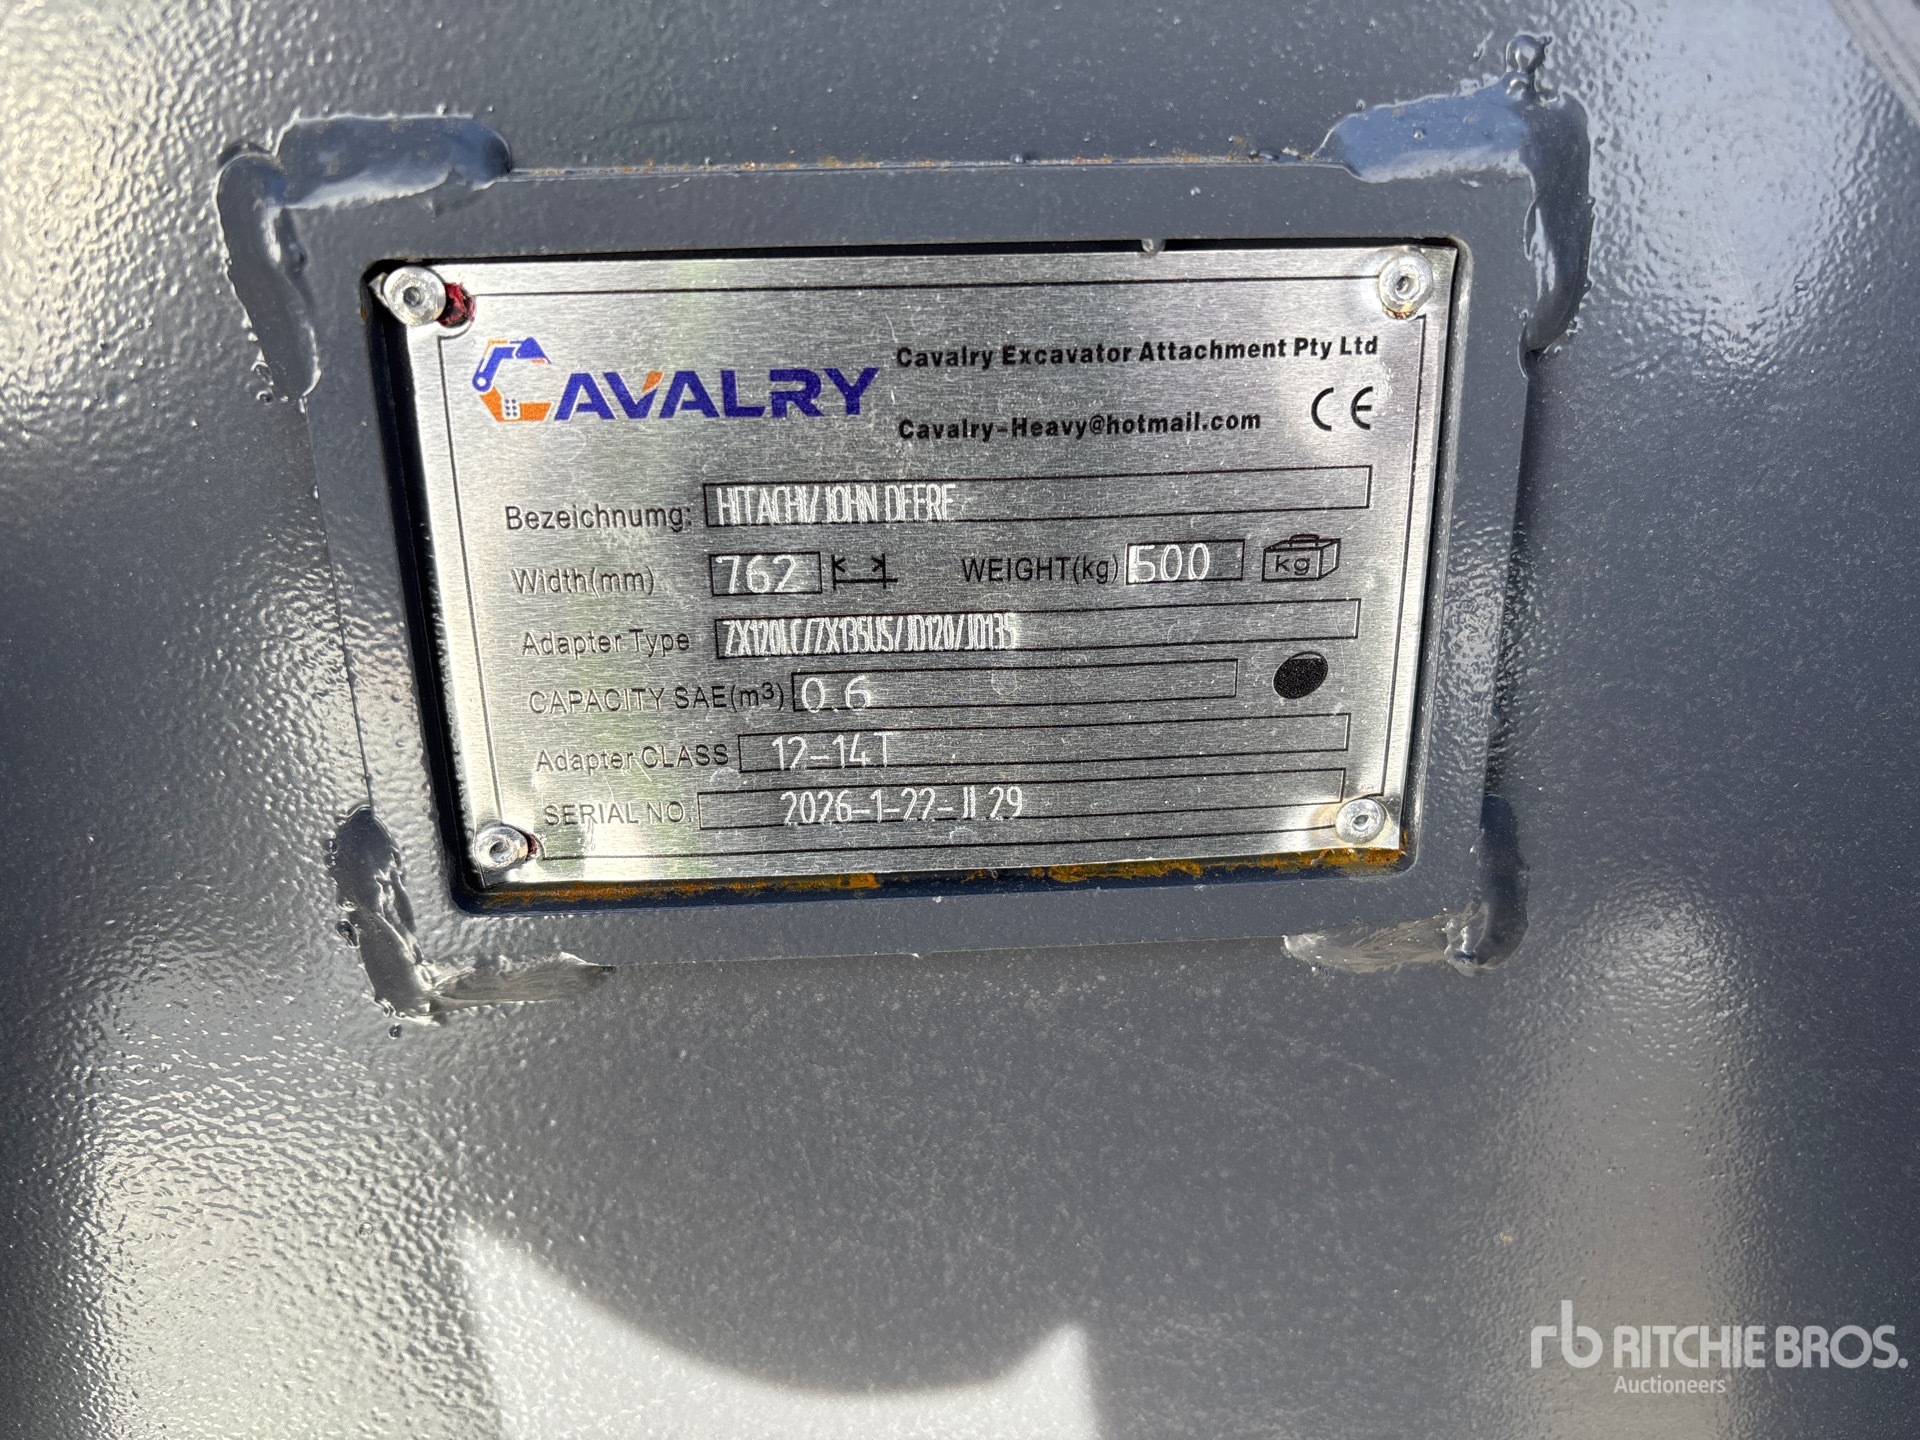 CAVALRY
Cavalry Excavator Attachment Pty Ltd
Cavalry-Heavy@hotmail.com
CE
Bezeichnumg: HITACHI/JOHN DEERE
Width(mm) 762 WEIGHT(kg) 500 kg
Adapter Type ZX120LC/ZX135US/JD120/JD135
CAPACITY SAE(m³) 0.6
Adapter CLASS 12-14T
SERIAL NO. 2026-1-22-JL29
rb RITCHIE BROS.
Auctioneers